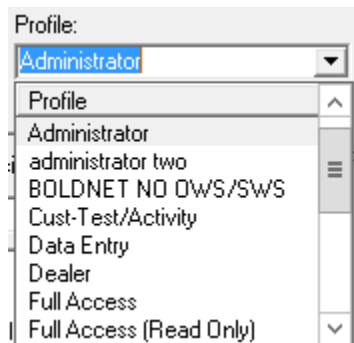 Profile:
Administrator
Profile
Administrator
administrator two
BOLDNET NO OWS/SWS
Cust-Test/Activity
Data Entry
Dealer
Full Access
Full Access (Read Only)